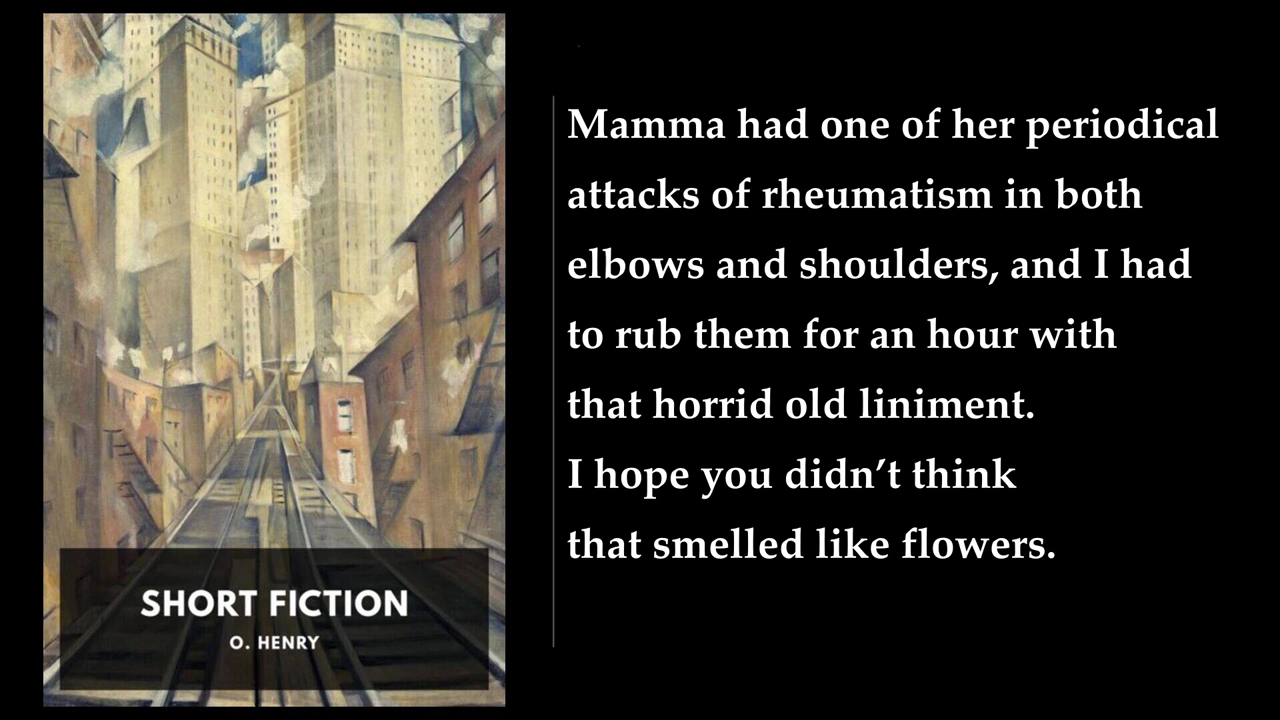 SHORT FICTION
O. HENRY
Mamma had one of her periodical
attacks of rheumatism in both
elbows and shoulders, and I had
to rub them for an hour with
that horrid old liniment.
I hope you didn’t think
that smelled like flowers.